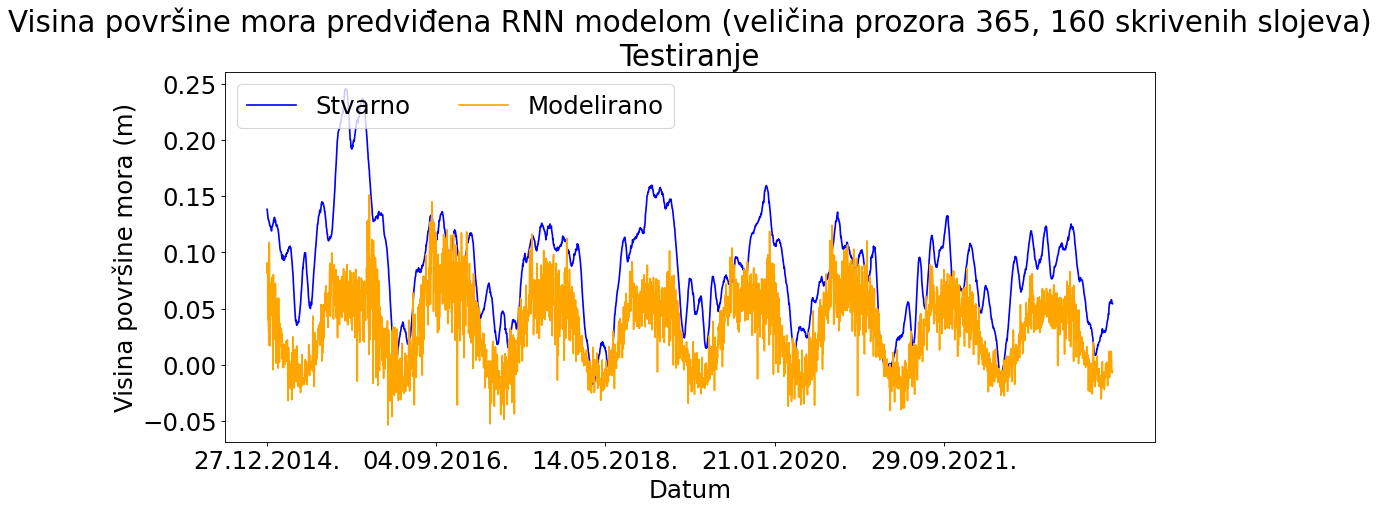 Visina površine mora predviđena RNN modelom (veličina prozora 365, 160 skrivenih slojeva)
Testiranje
Stvarno
Modelirano
Visina površine mora (m)
0.25
0.20
0.15
0.10
0.05
0.00
−0.05
27.12.2014.
04.09.2016.
14.05.2018.
21.01.2020.
29.09.2021.
Datum